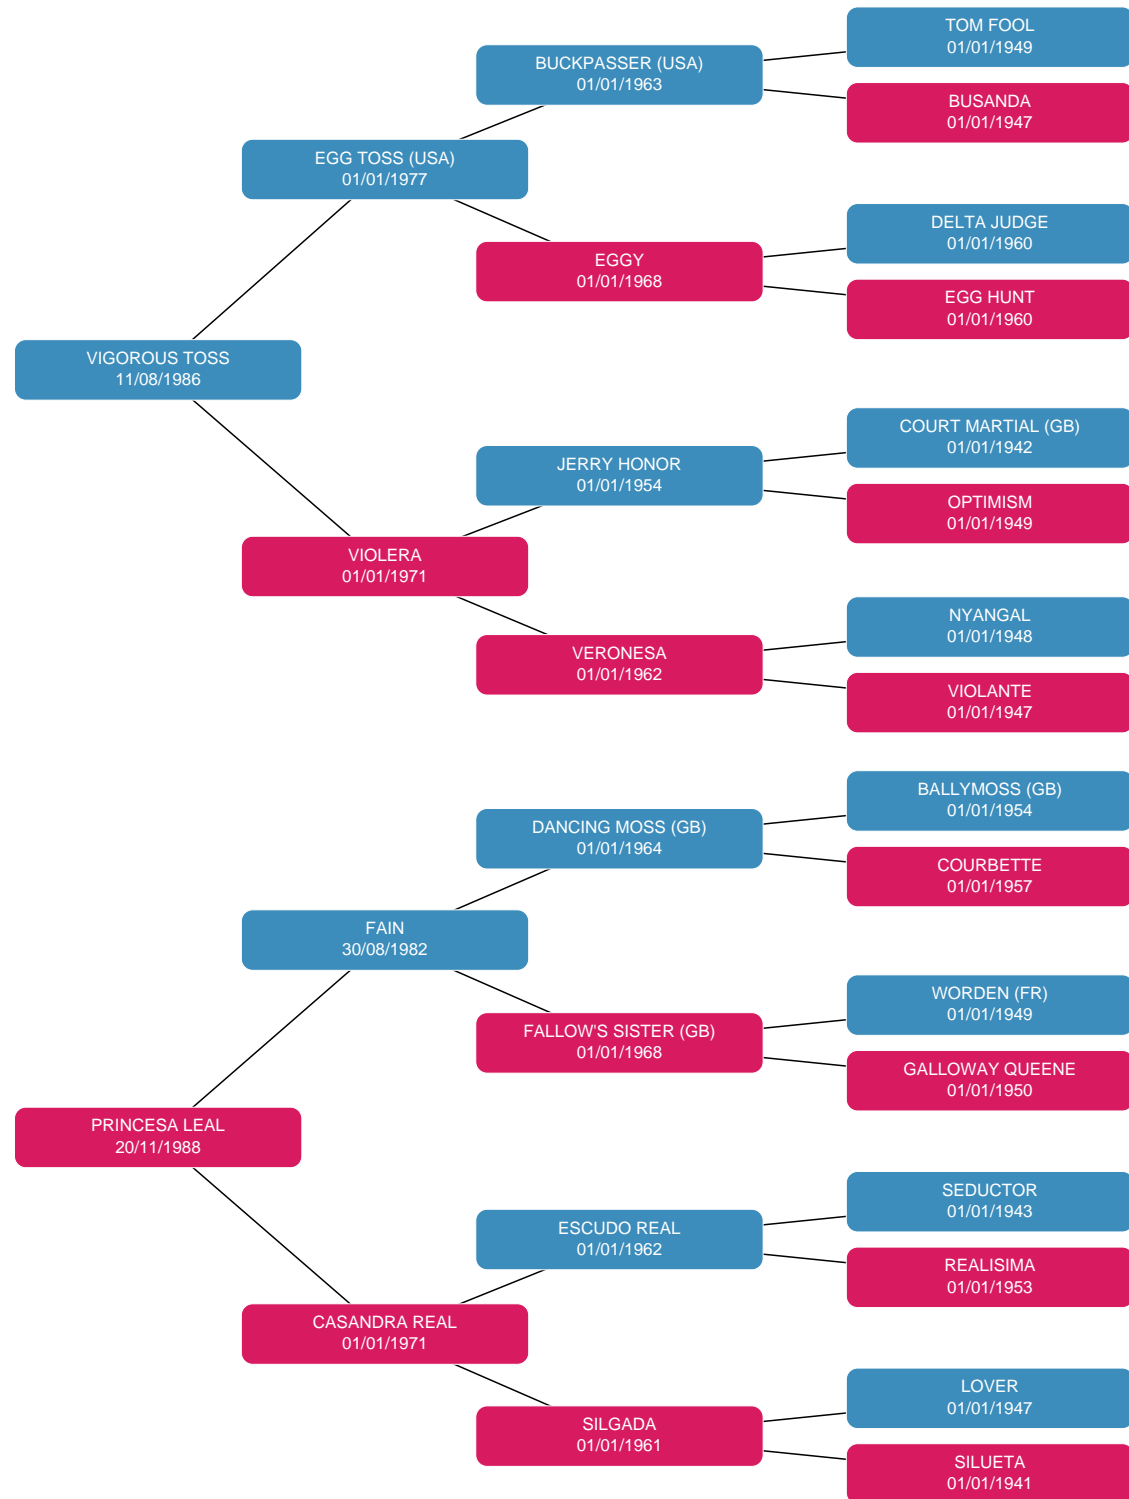 TOM FOOL
01/01/1949
BUCKPASSER (USA)
01/01/1963
BUSANDA
01/01/1947
EGG TOSS (USA)
01/01/1977
DELTA JUDGE
01/01/1960
EGGY
01/01/1968
EGG HUNT
01/01/1960
VIGOROUS TOSS
11/08/1986
COURT MARTIAL (GB)
01/01/1942
JERRY HONOR
01/01/1954
OPTIMISM
01/01/1949
VIOLERA
01/01/1971
NYANGAL
01/01/1948
VERONESA
01/01/1962
VIOLANTE
01/01/1947
BALLYMOSS (GB)
01/01/1954
DANCING MOSS (GB)
01/01/1964
COURBETTE
01/01/1957
FAIN
30/08/1982
WORDEN (FR)
01/01/1949
FALLOW'S SISTER (GB)
01/01/1968
GALLOWAY QUEENE
01/01/1950
PRINCESA LEAL
20/11/1988
SEDUCTOR
01/01/1943
ESCUDO REAL
01/01/1962
REALISIMA
01/01/1953
CASANDRA REAL
01/01/1971
LOVER
01/01/1947
SILGADA
01/01/1961
SILUETA
01/01/1941